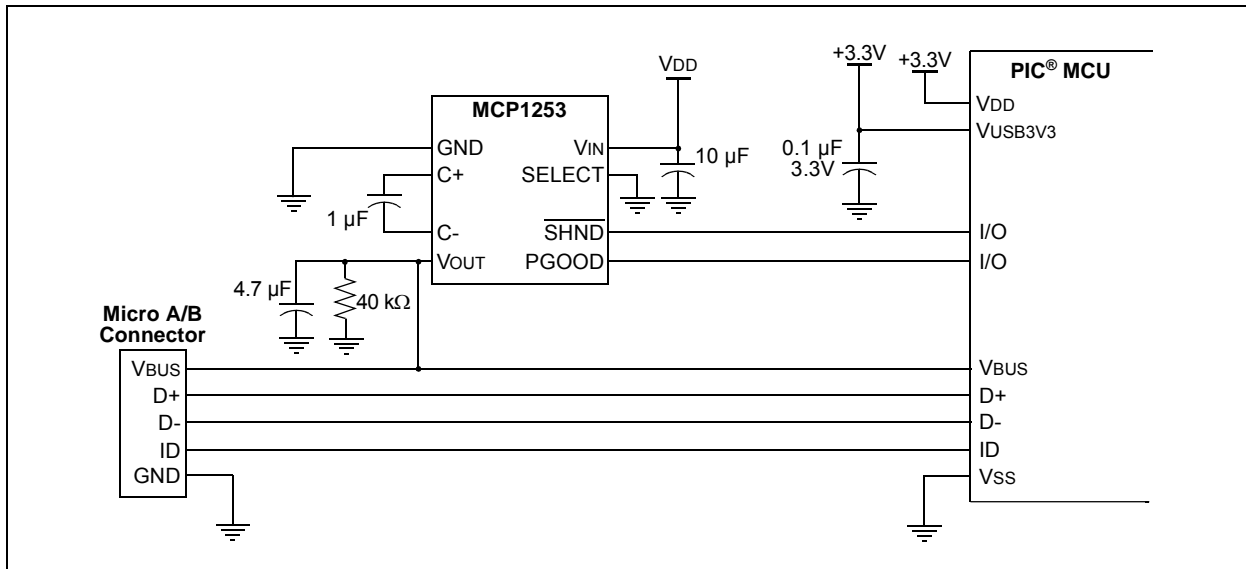 +3.3V
+3.3V
VDD
PIC® MCU
MCP1253
VDD
VUSB3V3
GND
VIN
10 µF
0.1 µF
3.3V
C+
SELECT
1 µF
C-
SHND
I/O
VOUT
PGOOD
I/O
4.7 µF
40 kΩ
Micro A/B
Connector
VBUS
VBUS
D+
D+
D-
D-
ID
ID
GND
VSS